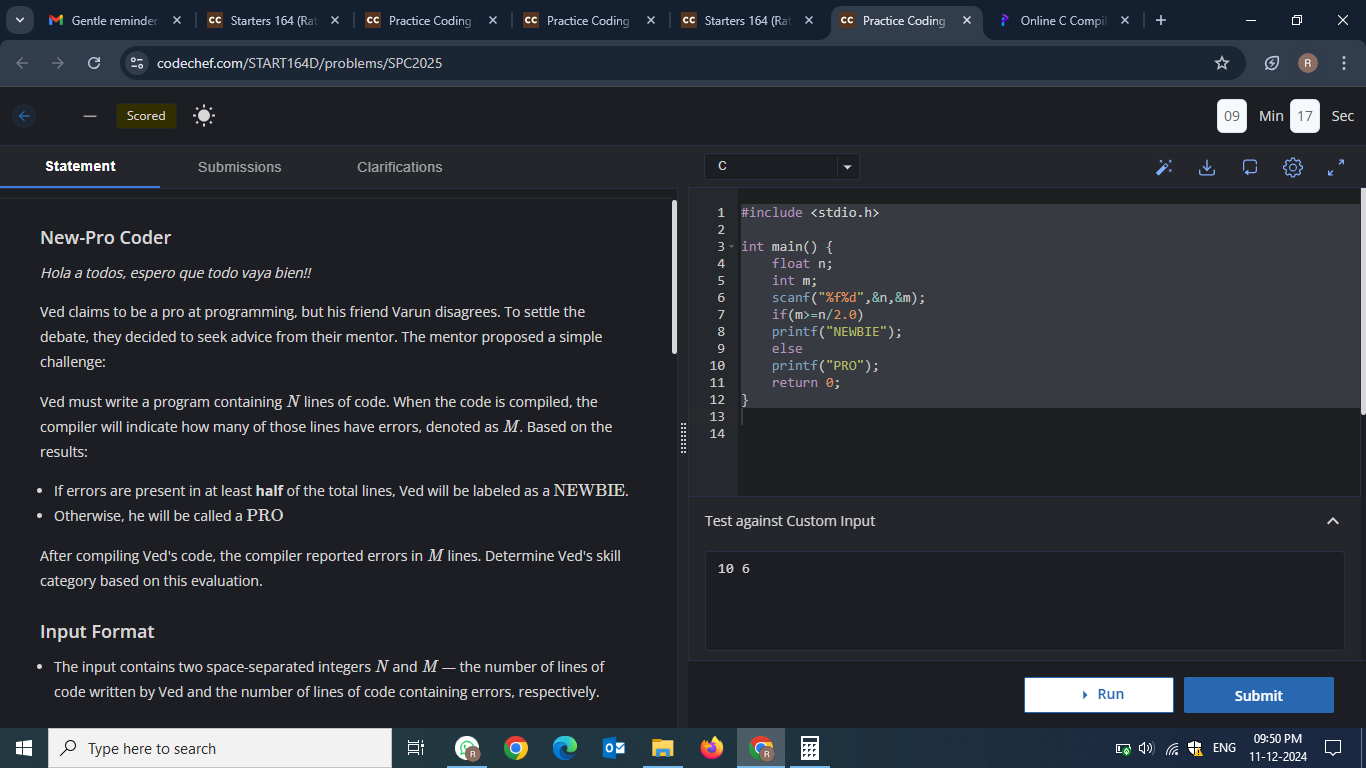 Gentle reminder
CC Starters 164 (Rat
CC Practice Coding
CC Practice Coding
CC Starters 164 (Rat
CC Practice Coding
Online C Compil
codechef.com/START164D/problems/SPC2025
R
Scored
09 Min 17 Sec
Statement
Submissions
Clarifications
C
New-Pro Coder
Hola a todos, espero que todo vaya bien!!
Ved claims to be a pro at programming, but his friend Varun disagrees. To settle the
debate, they decided to seek advice from their mentor. The mentor proposed a simple
challenge:
Ved must write a program containing N lines of code. When the code is compiled, the
compiler will indicate how many of those lines have errors, denoted as M. Based on the
results:
• If errors are present in at least half of the total lines, Ved will be labeled as a NEWBIE.
• Otherwise, he will be called a PRO
After compiling Ved's code, the compiler reported errors in M lines. Determine Ved's skill
category based on this evaluation.
Input Format
• The input contains two space-separated integers N and M — the number of lines of
code written by Ved and the number of lines of code containing errors, respectively.
1 #include <stdio.h>
2
3 int main() {
4 float n;
5 int m;
6 scanf("%f%d",&n,&m);
7 if(m>=n/2.0)
8 printf("NEWBIE");
9 else
10 printf("PRO");
11 return 0;
12 }
13
14
Test against Custom Input
10 6
Run
Submit
Type here to search
R
R
ENG
09:50 PM
11-12-2024